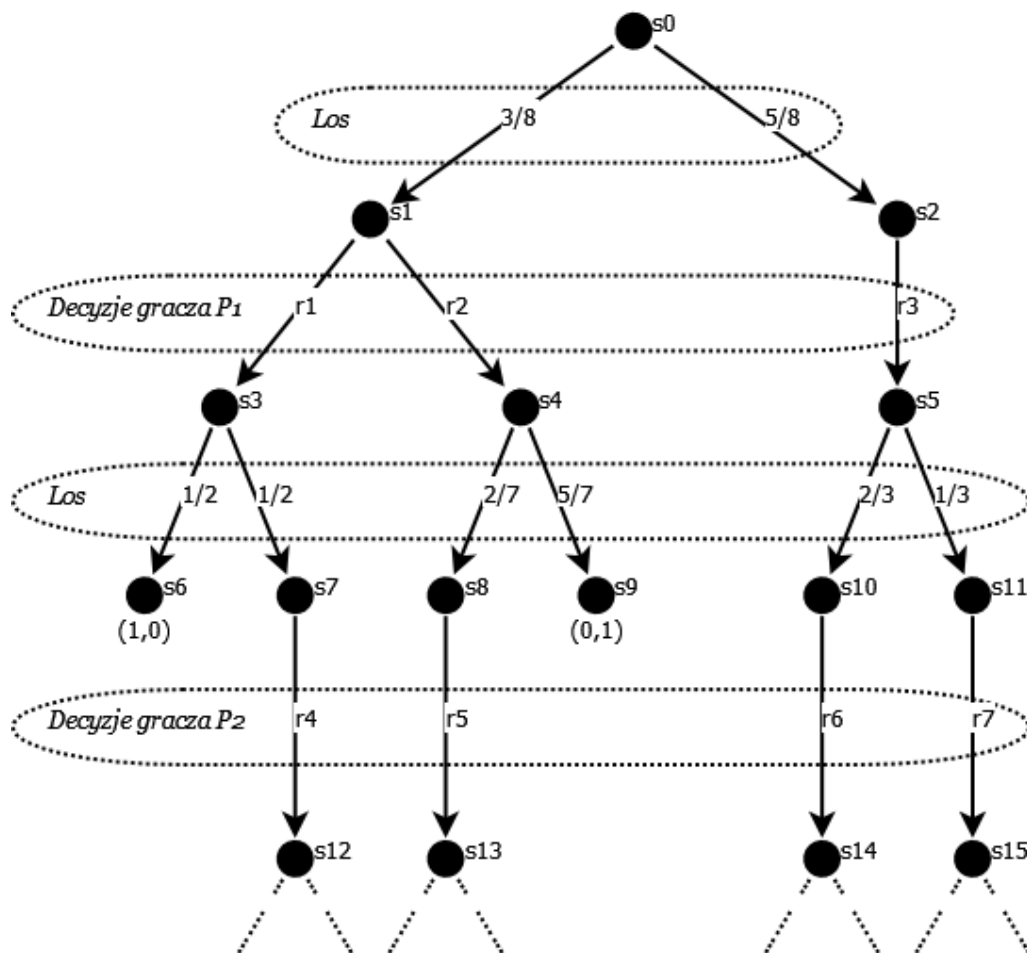 s0
Los
3/8
5/8
s1
s2
Decyzje gracza P1
r1
r2
r3
s3
s4
s5
Los
1/2
1/2
2/7
5/7
2/3
1/3
s6
s7
s8
s9
s10
s11
(1,0)
(0,1)
Decyzje gracza P2
r4
r5
r6
r7
s12
s13
s14
s15